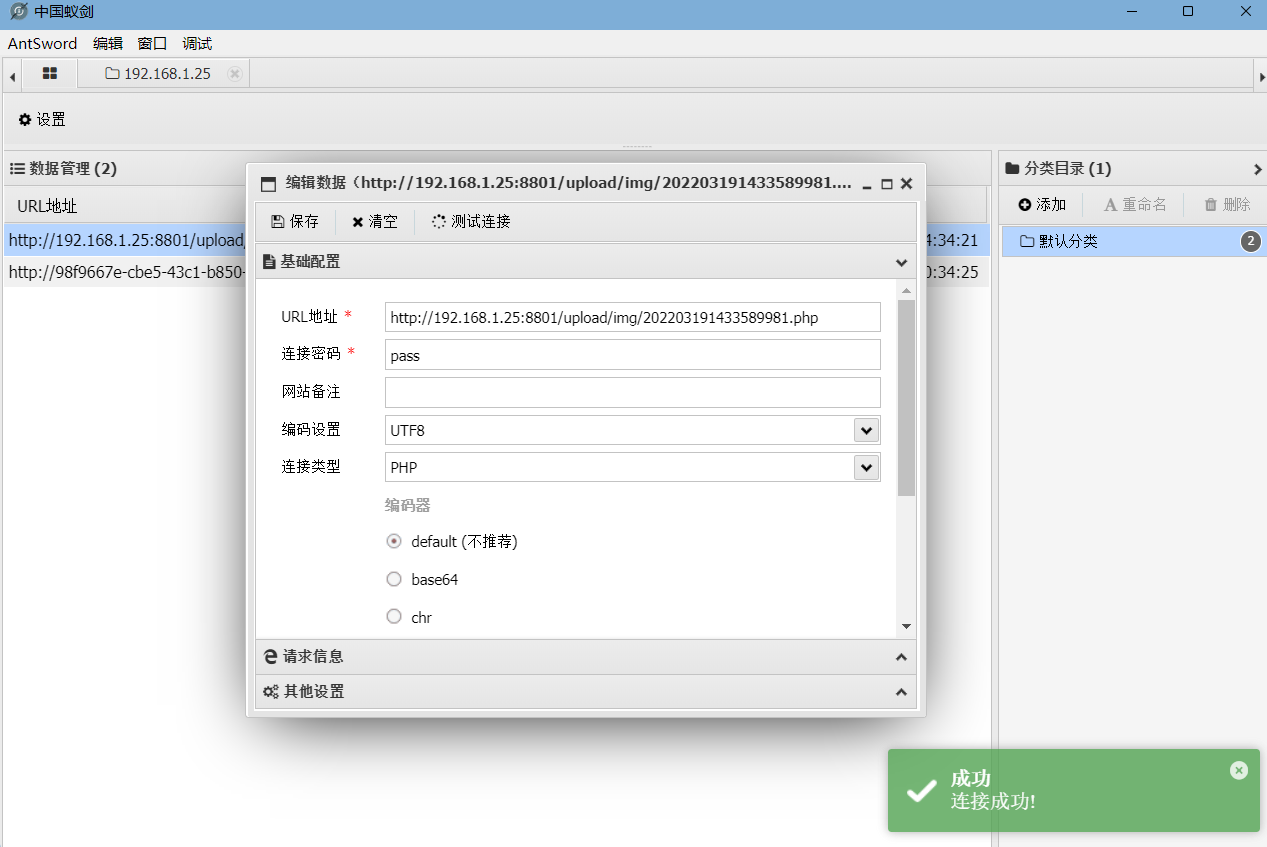 中国蚁剑
AntSword 编辑 窗口 调试
192.168.1.25
设置
数据管理 (2)
URL地址
http://192.168.1.25:8801/upload
4:34:21
http://98f9667e-cbe5-43c1-b850-
0:34:25
编辑数据（http://192.168.1.25:8801/upload/img/202203191433589981....
保存 清空 测试连接
基础配置
URL地址 *
http://192.168.1.25:8801/upload/img/202203191433589981.php
连接密码 *
pass
网站备注
编码设置
UTF8
连接类型
PHP
编码器
default (不推荐)
base64
chr
请求信息
其他设置
分类目录 (1)
添加 重命名 删除
默认分类 2
成功
连接成功!